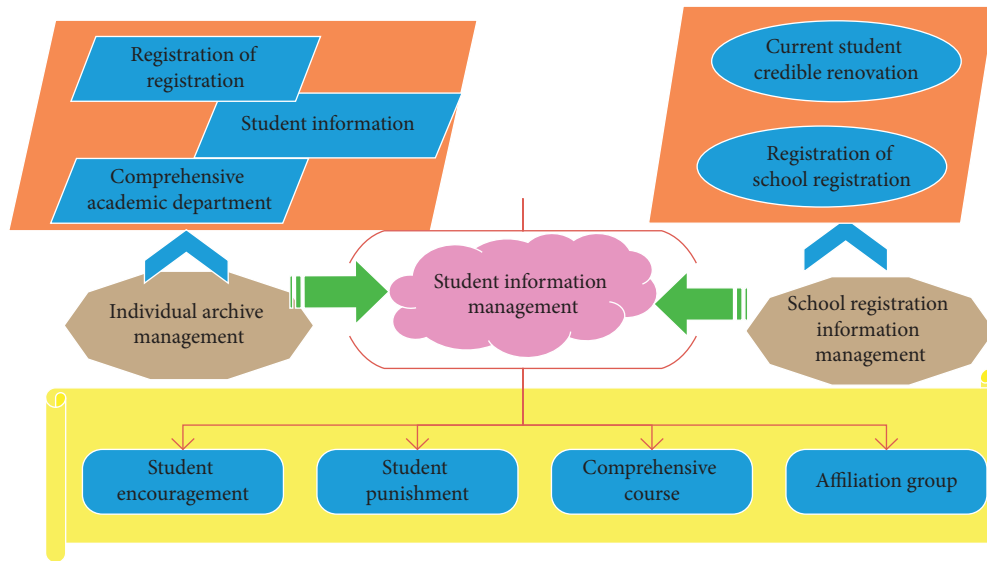 Registration of
registration
Student information
Comprehensive
academic department
Current student
credible renovation
Registration of
school registration
Individual archive
management
Student information
management
School registration
information
management
Student
encouragement
Student
punishment
Comprehensive
course
Affiliation group